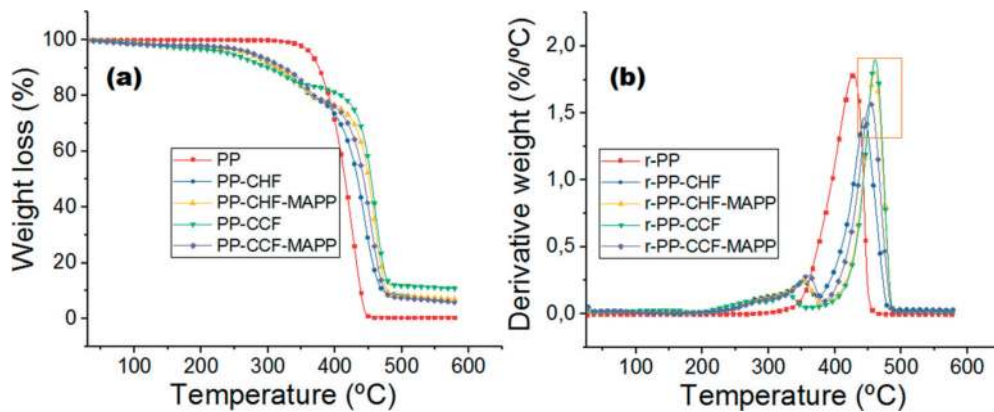 (a)
Weight loss (%)
100
80
60
40
20
0
PP
PP-CHF
PP-CHF-MAPP
PP-CCF
PP-CCF-MAPP
100
200
300
400
500
600
Temperature (ºC)
(b)
Derivative weight (%/ºC)
2,0
1,5
1,0
0,5
0,0
r-PP
r-PP-CHF
r-PP-CHF-MAPP
r-PP-CCF
r-PP-CCF-MAPP
100
200
300
400
500
600
Temperature (ºC)